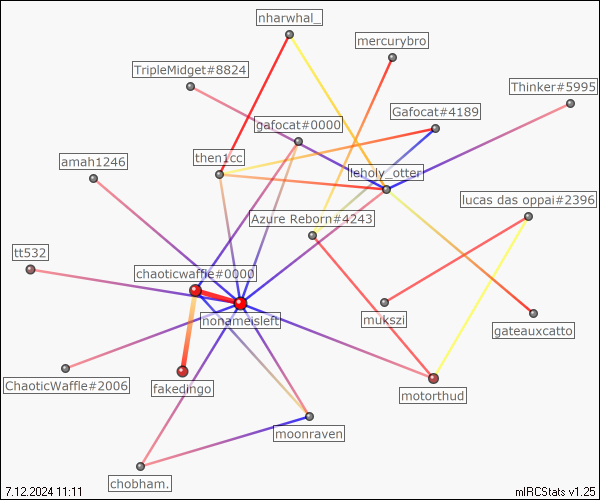 nharwhal_
mercurybro
TripleMidget#8824
Thinker#5995
Gafocat#4189
gafocat#0000
then1cc
amah1246
leholy_otter
lucas das oppai#2396
Azure Reborn#4243
tt532
chaoticwaffle#0000
nonameisleft
mukszi
gateauxcatto
ChaoticWaffle#2006
fakedingo
motorthud
moonraven
chobham.
7.12.2024 11:11
mIRCStats v1.25